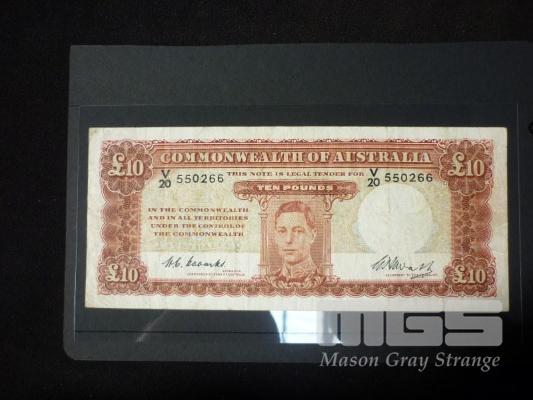 COMMONWEALTH OF AUSTRALIA
£10 £10
V/20 550266 THIS NOTE IS LEGAL TENDER FOR V/20 550266
TEN POUNDS
IN THE COMMONWEALTH
AND IN ALL TERRITORIES
UNDER THE CONTROL OF
THE COMMONWEALTH
£10 £10
MGS
Mason Gray Strange